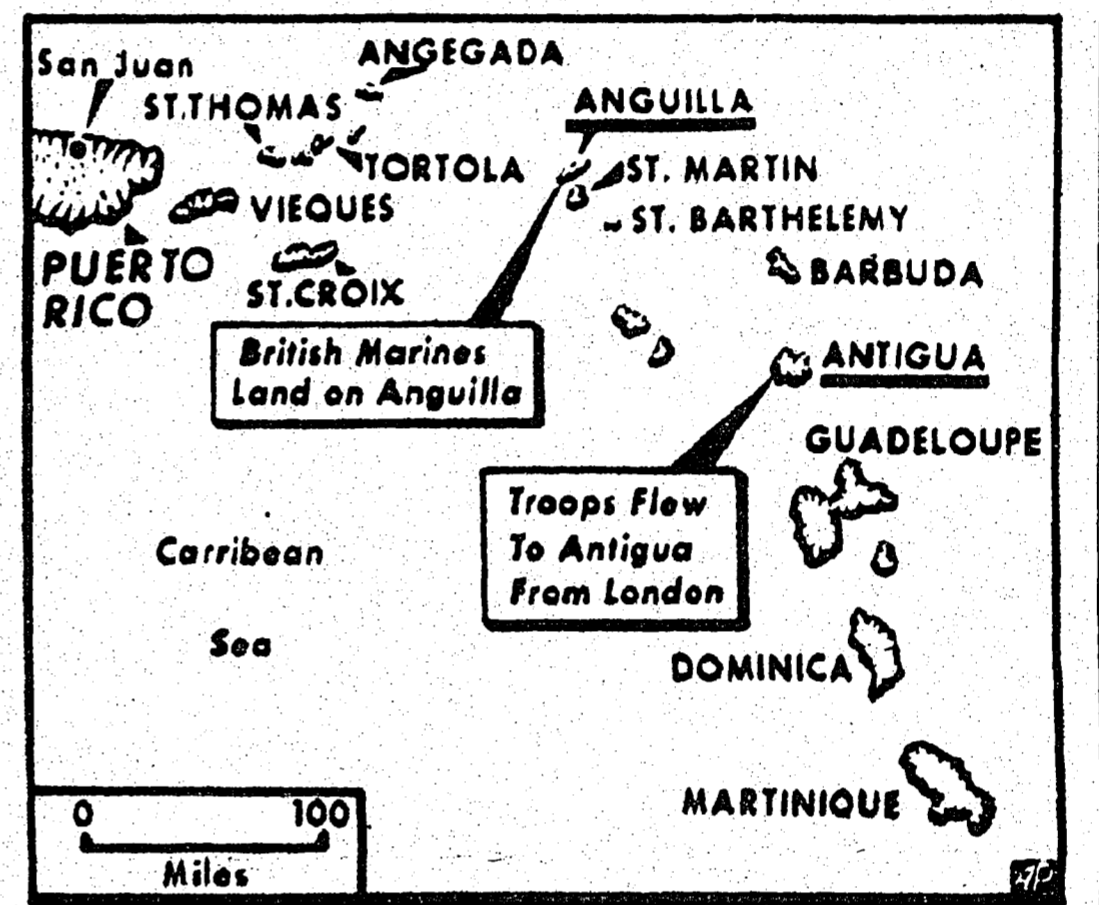 San Juan
ANGEGADA
ST. THOMAS
ANGUILLA
TORTOLA
ST. MARTIN
VIEQUES
ST. BARTHELEMY
PUERTO
RICO
ST. CROIX
BARBUDA
British Marines
Land on Anguilla
ANTIGUA
GUADELOUPE
Troops Flew
To Antigua
From London
Carribean
Sea
DOMINICA
MARTINIQUE
0 100
Miles
AP